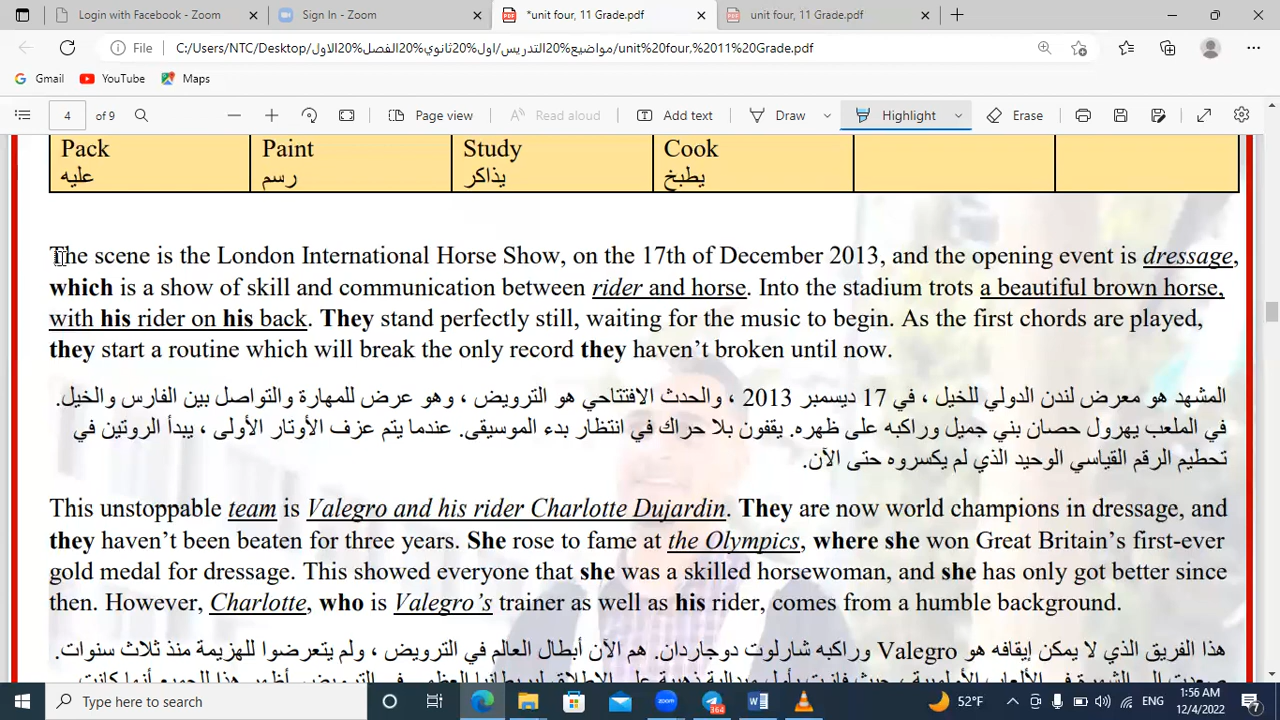 Login with Facebook - Zoom
Sign In - Zoom
*unit four, 11 Grade.pdf
unit four, 11 Grade.pdf
File
C:/Users/NTC/Desktop/مواضيع%20التدريس/اول%20ثانوي%20الفصل%20الاول/unit%20four,%2011%20Grade.pdf
Gmail
YouTube
Maps
4
of 9
Page view
Read aloud
Add text
Draw
Highlight
Erase
Pack Paint Study Cook
عليه رسم يذاكر يطبخ
The scene is the London International Horse Show, on the 17th of December 2013, and the opening event is dressage,
which is a show of skill and communication between rider and horse. Into the stadium trots a beautiful brown horse,
with his rider on his back. They stand perfectly still, waiting for the music to begin. As the first chords are played,
they start a routine which will break the only record they haven't broken until now.
المشهد هو معرض لندن الدولي للخيل ، في 17 ديسمبر 2013 ، والحدث الافتتاحي هو الترويض ، وهو عرض للمهارة والتواصل بين الفارس والخيل.
في الملعب يهرول حصان بني جميل وراكبه على ظهره. يقفون بلا حراك في انتظار بدء الموسيقى. عندما يتم عزف الأوتار الأولى ، يبدأ الروتين في
تحطيم الرقم القياسي الوحيد الذي لم يكسروه حتى الآن.
This unstoppable team is Valegro and his rider Charlotte Dujardin. They are now world champions in dressage, and
they haven't been beaten for three years. She rose to fame at the Olympics, where she won Great Britain's first-ever
gold medal for dressage. This showed everyone that she was a skilled horsewoman, and she has only got better since
then. However, Charlotte, who is Valegro's trainer as well as his rider, comes from a humble background.
هذا الفريق الذي لا يمكن إيقافه هو Valegro وراكبه شارلوت دوجاردان. هم الآن أبطال العالم في الترويض ، ولم يتعرضوا للهزيمة منذ ثلاث سنوات.
Type here to search
zoom
364
52°F
ENG
1:56 AM
12/4/2022
7